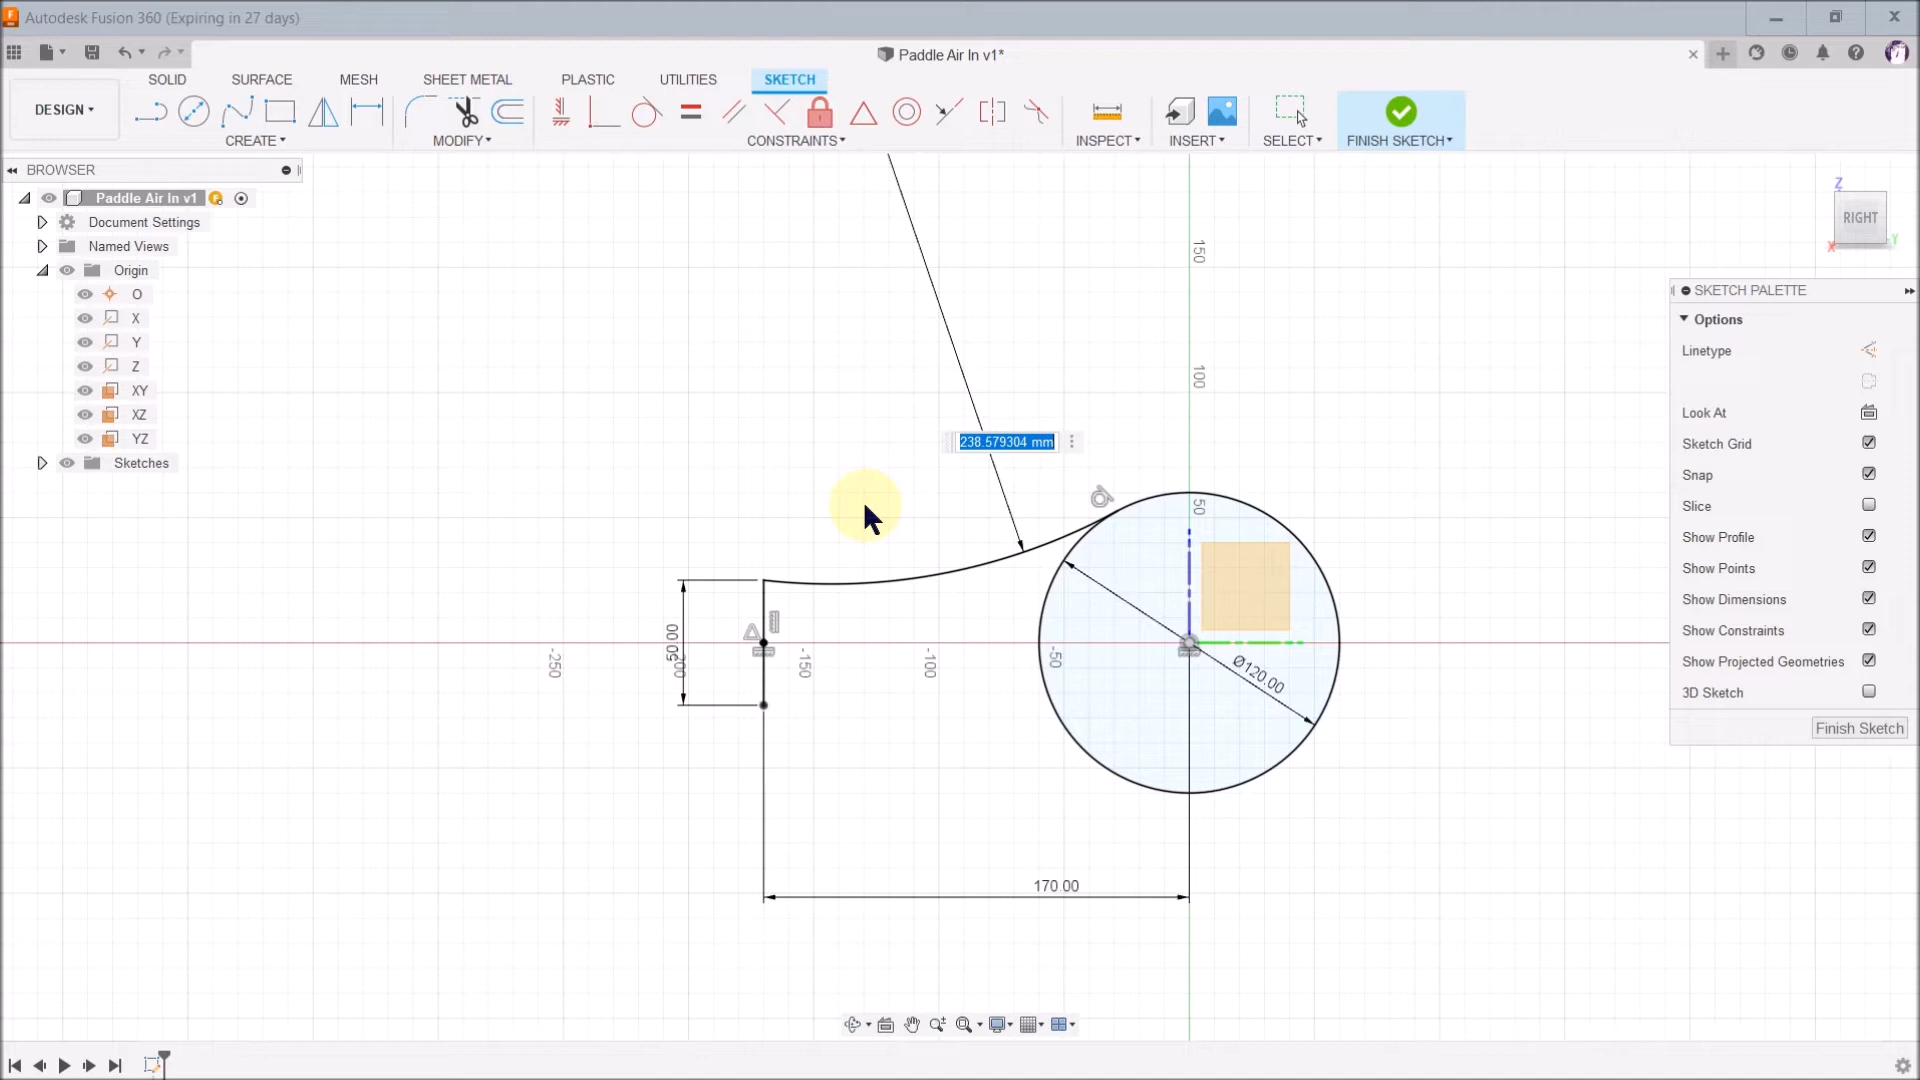 Autodesk Fusion 360 (Expiring in 27 days)
Paddle Air In v1*
SOLID SURFACE MESH SHEET METAL PLASTIC UTILITIES SKETCH
DESIGN
CREATE MODIFY CONSTRAINTS INSPECT INSERT SELECT FINISH SKETCH
BROWSER
Paddle Air In v1
Document Settings
Named Views
Origin
O
X
Y
Z
XY
XZ
YZ
Sketches
Z
RIGHT
X
Y
SKETCH PALETTE
Options
Linetype
Look At
Sketch Grid
Snap
Slice
Show Profile
Show Points
Show Dimensions
Show Constraints
Show Projected Geometries
3D Sketch
Finish Sketch
150
100
50
238.579304 mm
50.00
-250
-150
-100
-50
Ø120.00
170.00